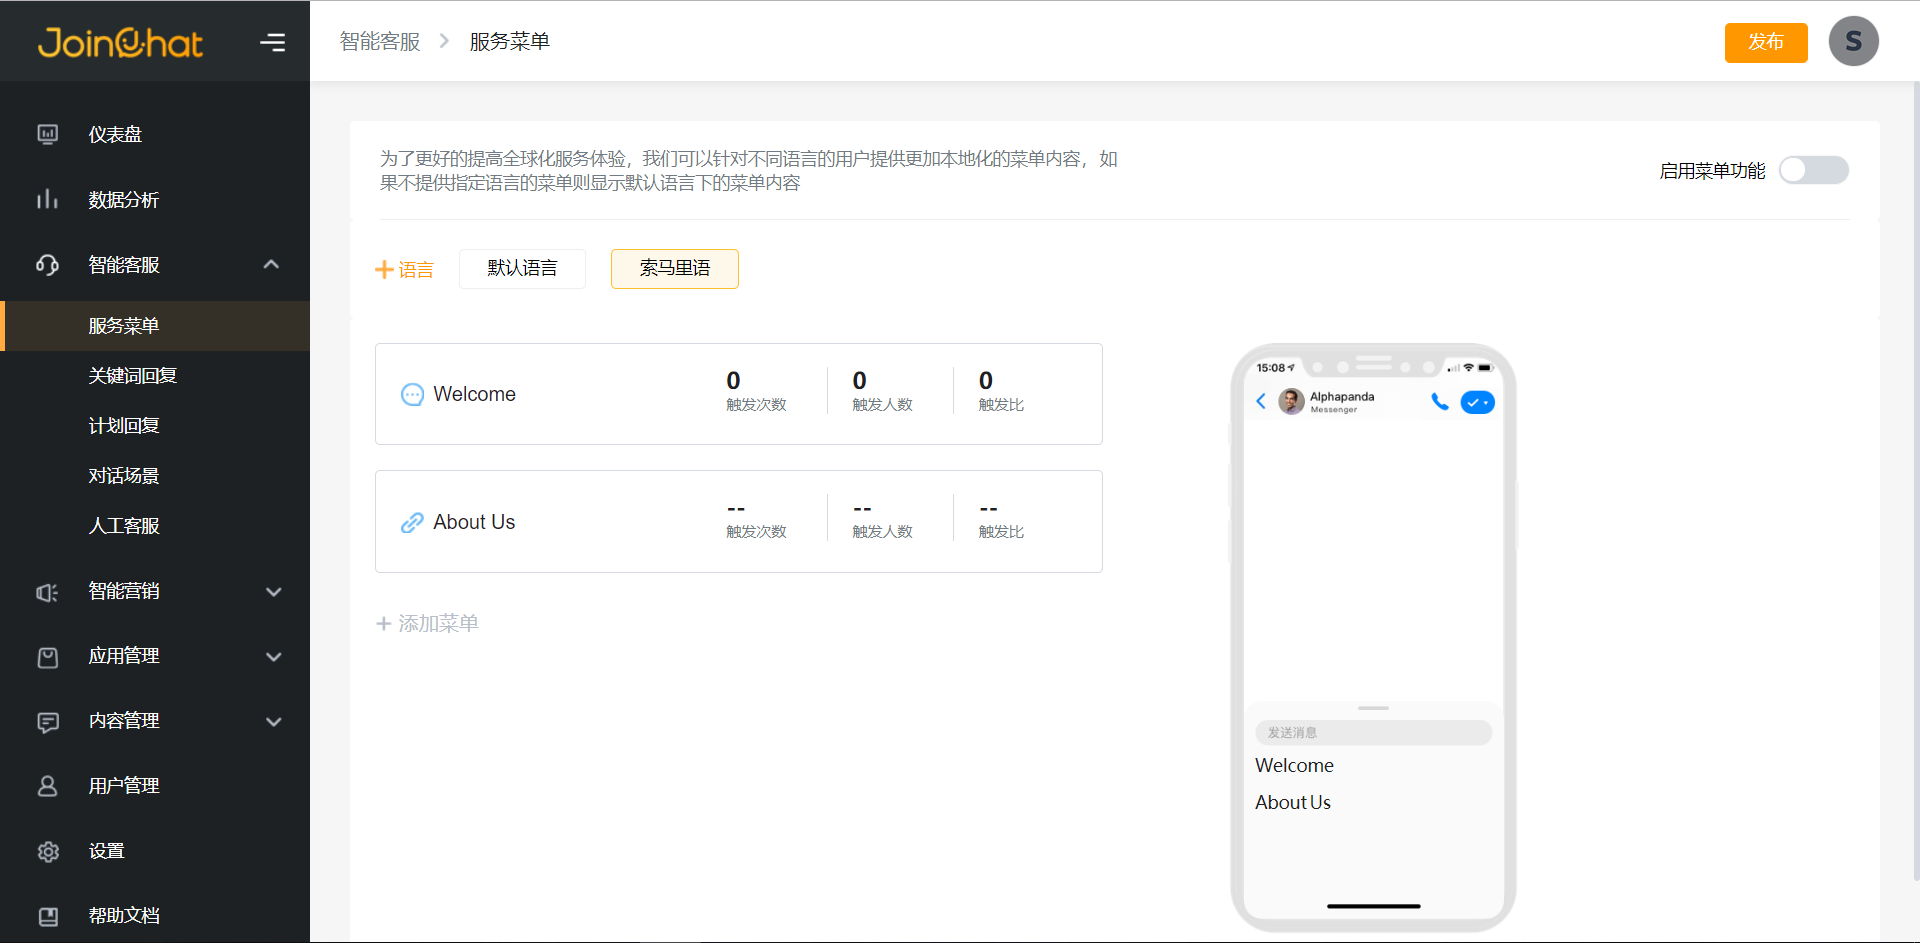 JoinChat
智能客服 > 服务菜单
发布
S
仪表盘
数据分析
智能客服
服务菜单
关键词回复
计划回复
对话场景
人工客服
智能营销
应用管理
内容管理
用户管理
设置
帮助文档
为了更好的提高全球化服务体验，我们可以针对不同语言的用户提供更加本地化的菜单内容，如
果不提供指定语言的菜单则显示默认语言下的菜单内容
启用菜单功能
+ 语言
默认语言
索马里语
Welcome
0
触发次数
0
触发人数
0
触发比
About Us
--
触发次数
--
触发人数
--
触发比
+ 添加菜单
15:08
Alphapanda
Messenger
发送消息
Welcome
About Us